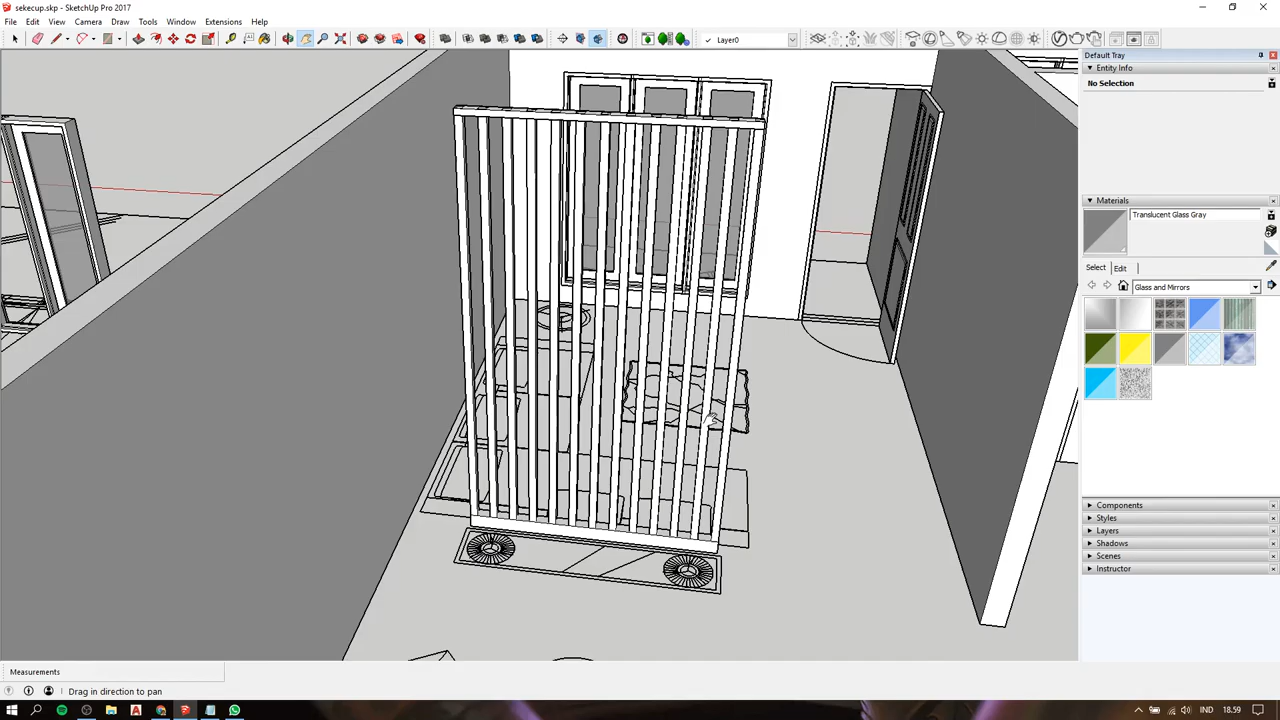 sekecup.skp - SketchUp Pro 2017
File Edit View Camera Draw Tools Window Extensions Help
Layer0
Default Tray
Entity Info
No Selection
Materials
Translucent Glass Gray
Select Edit
Glass and Mirrors
Components
Styles
Layers
Shadows
Scenes
Instructor
Measurements
Drag in direction to pan
IND 18.59